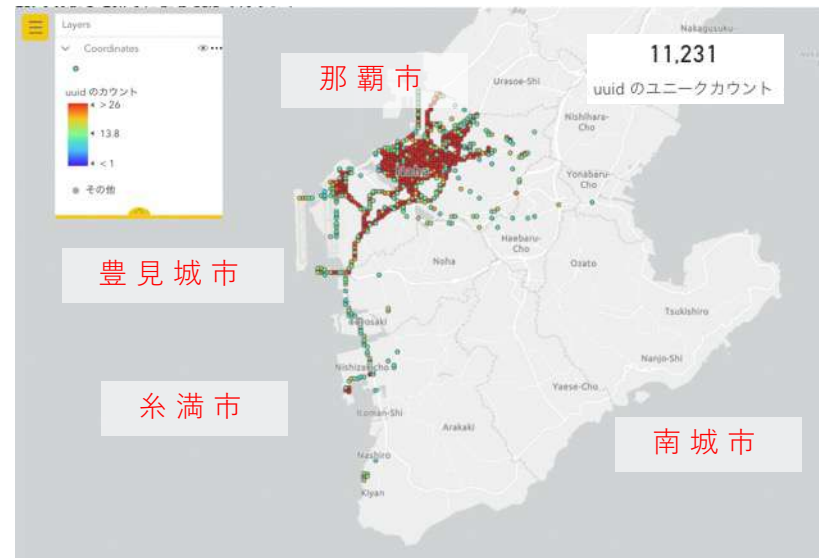 Layers
Coordinates
uuid のカウント
> 26
13.8
< 1
その他
那覇市
11,231
uuid のユニークカウント
豊見城市
糸満市
南城市
Nakagusuku-
Urasoe-Shi
Nishihara-
Cho
Naha
Yonabaru-
Cho
Haebaru-
Cho
Noha
Ozato
Tsukishiro
Nanjo-Shi
Yaese-Cho
Itoman-Shi
Arakaki
Nashiro
Kiyan